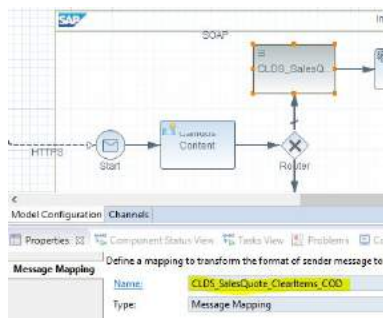 SAP
In
SOAP
CLDS_SalesQ...
HTTPS
Start
Content
Router
Model Configuration Channels
Properties Component Status View Tasks View Problems
Define a mapping to transform the format of sender message to
Message Mapping
Name: CLDS_SalesQuote_ClearItems_COD
Type: Message Mapping